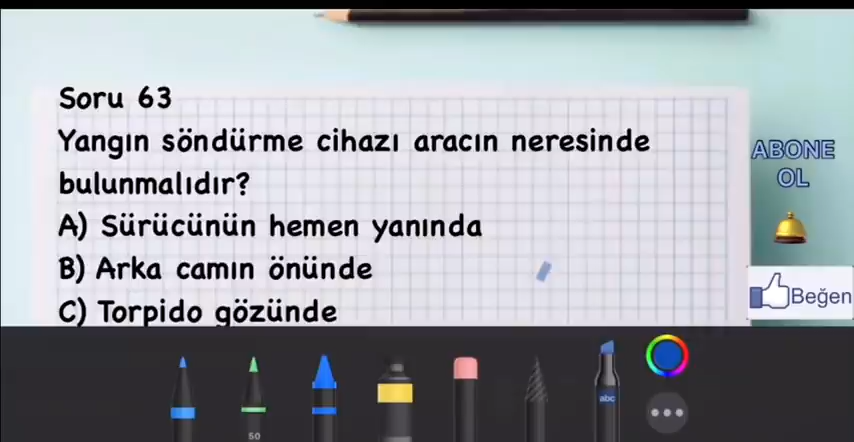 Soru 63
Yangın söndürme cihazı aracın neresinde
bulunmalıdır?
A) Sürücünün hemen yanında
B) Arka camın önünde
C) Torpido gözünde
ABONE
OL
Beğen
50
abc